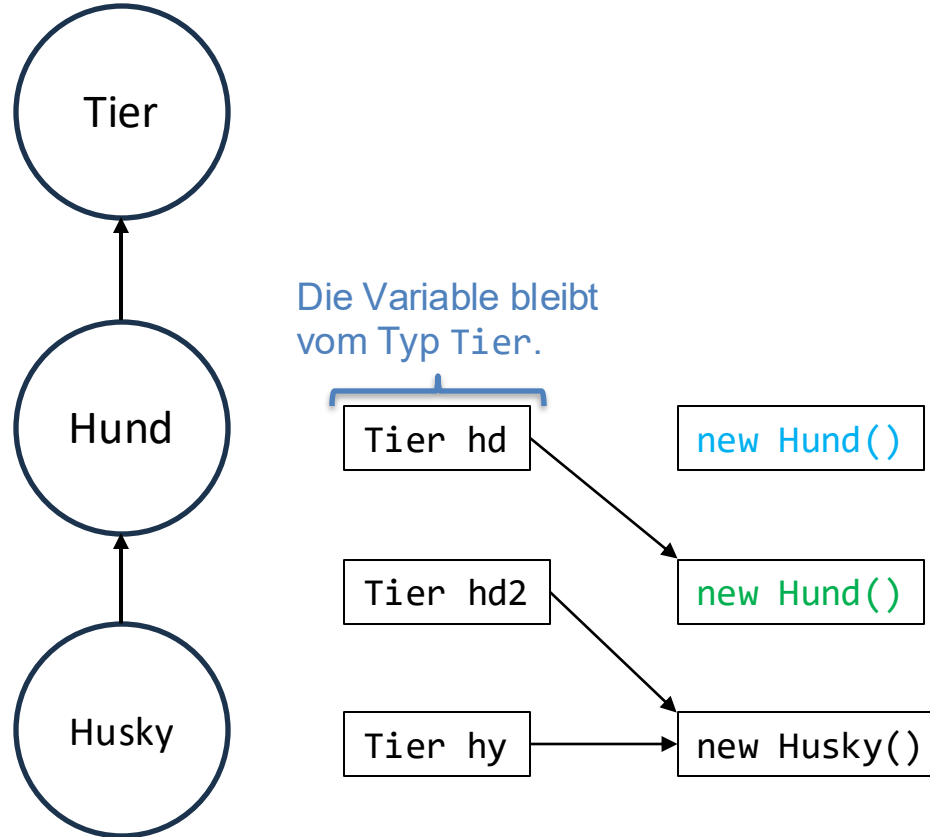 Tier
Hund
Husky
Die Variable bleibt
vom Typ Tier.
Tier hd
new Hund()
Tier hd2
new Hund()
Tier hy
new Husky()